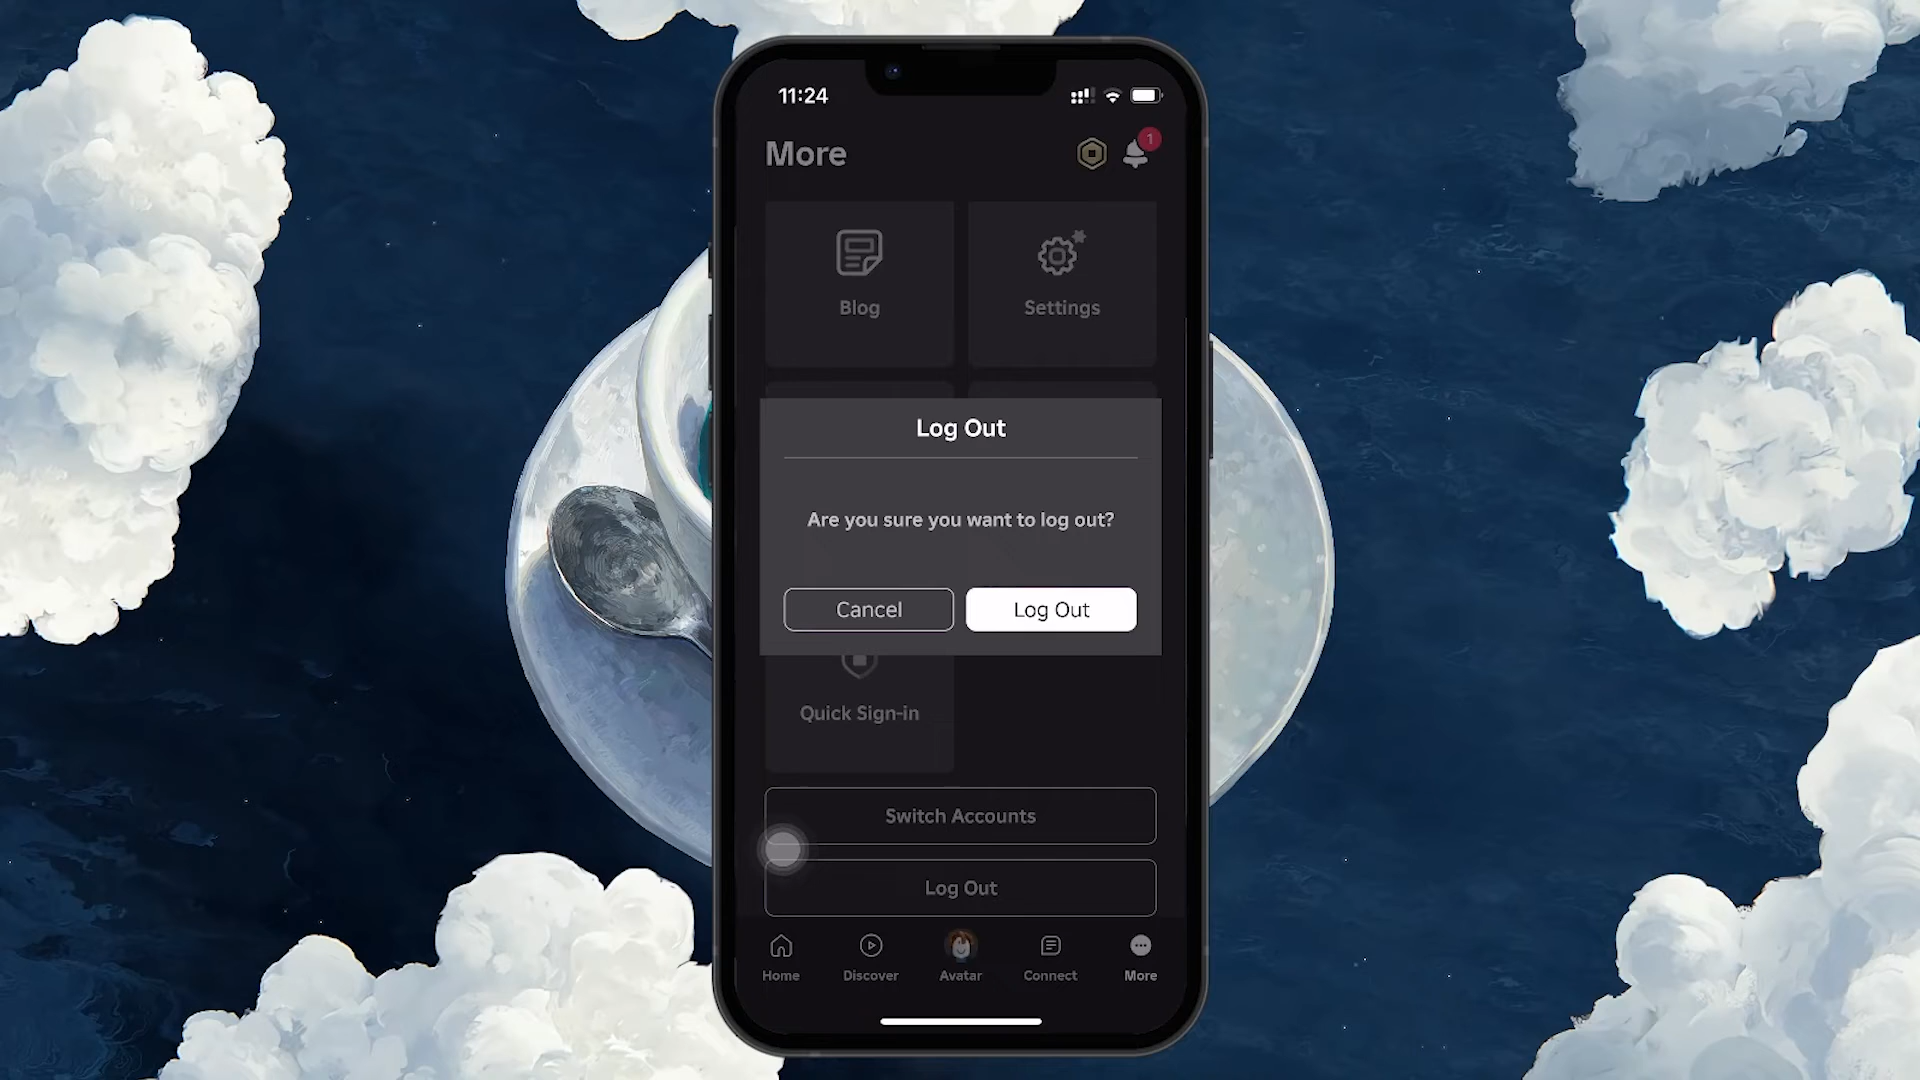 11:24
More
1
Blog
Settings
Log Out
Are you sure you want to log out?
Cancel
Log Out
Quick Sign-in
Switch Accounts
Log Out
Home
Discover
Avatar
Connect
More